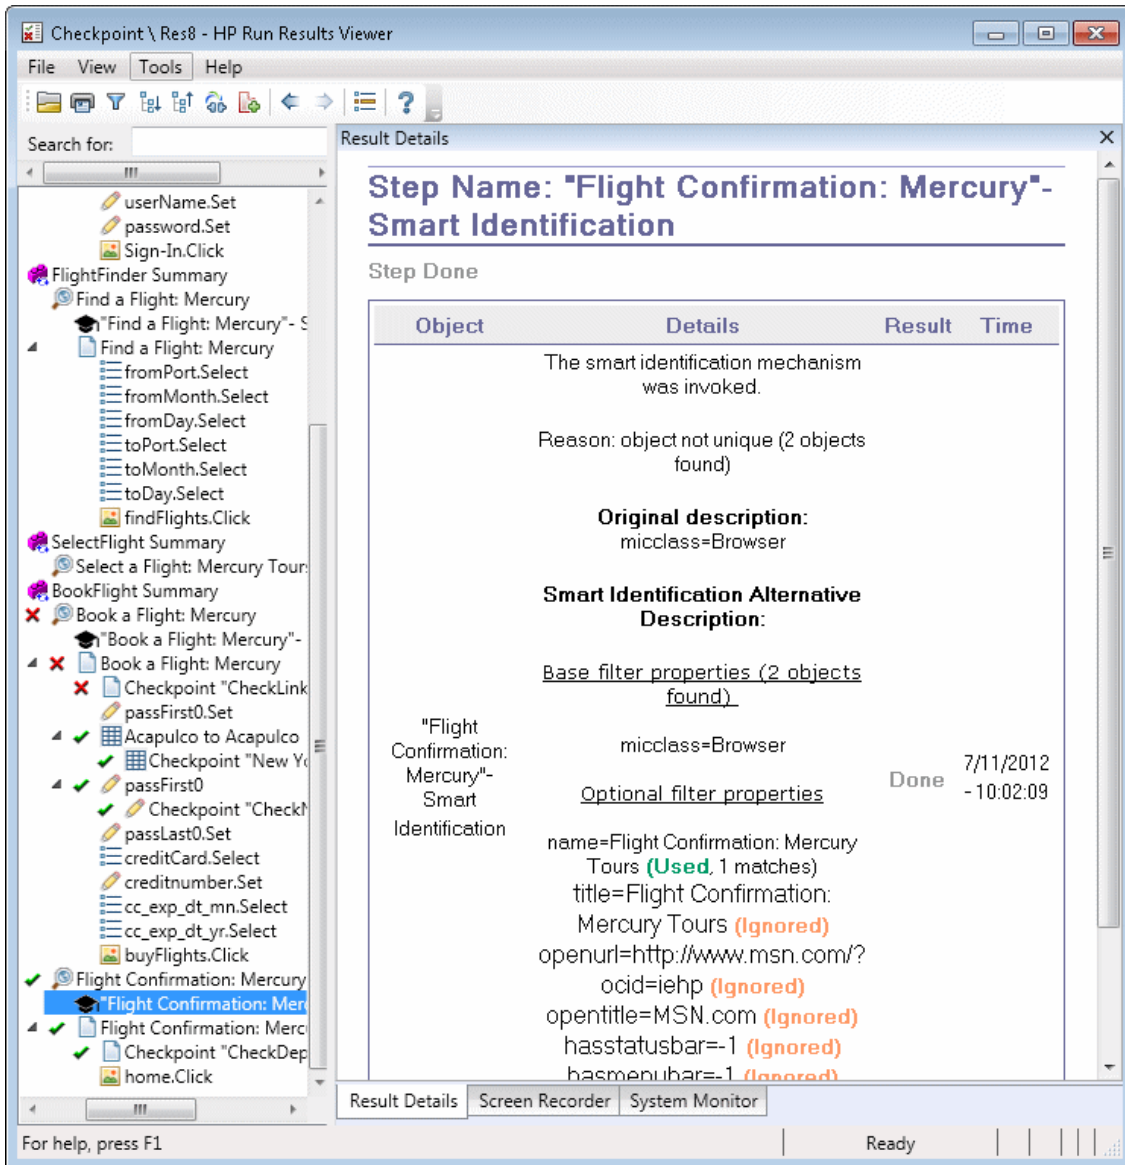 Checkpoint \ Res8 - HP Run Results Viewer
File View Tools Help
Search for:
userName.Set
password.Set
Sign-In.Click
FlightFinder Summary
Find a Flight: Mercury
"Find a Flight: Mercury"- S
Find a Flight: Mercury
fromPort.Select
fromMonth.Select
fromDay.Select
toPort.Select
toMonth.Select
toDay.Select
findFlights.Click
SelectFlight Summary
Select a Flight: Mercury Tour
BookFlight Summary
Book a Flight: Mercury
"Book a Flight: Mercury"-
Book a Flight: Mercury
Checkpoint "CheckLink
passFirst0.Set
Acapulco to Acapulco
Checkpoint "New Yo
passFirst0
Checkpoint "CheckN
passLast0.Set
creditCard.Select
creditnumber.Set
cc_exp_dt_mn.Select
cc_exp_dt_yr.Select
buyFlights.Click
Flight Confirmation: Mercury
"Flight Confirmation: Mer
Flight Confirmation: Merc
Checkpoint "CheckDep
home.Click
Result Details
Step Name: "Flight Confirmation: Mercury"-
Smart Identification
Step Done
Object Details Result Time
The smart identification mechanism
was invoked.
Reason: object not unique (2 objects
found)
Original description:
micclass=Browser
Smart Identification Alternative
Description:
Base filter properties (2 objects
found)
micclass=Browser
Optional filter properties
name=Flight Confirmation: Mercury
Tours (Used, 1 matches)
title=Flight Confirmation:
Mercury Tours (Ignored)
openurl=http://www.msn.com/?
ocid=iehp (Ignored)
opentitle=MSN.com (Ignored)
hasstatusbar=-1 (Ignored)
hasmenubar=-1 (Ignored)
"Flight
Confirmation:
Mercury"-
Smart
Identification
Done
7/11/2012
- 10:02:09
Result Details Screen Recorder System Monitor
For help, press F1
Ready